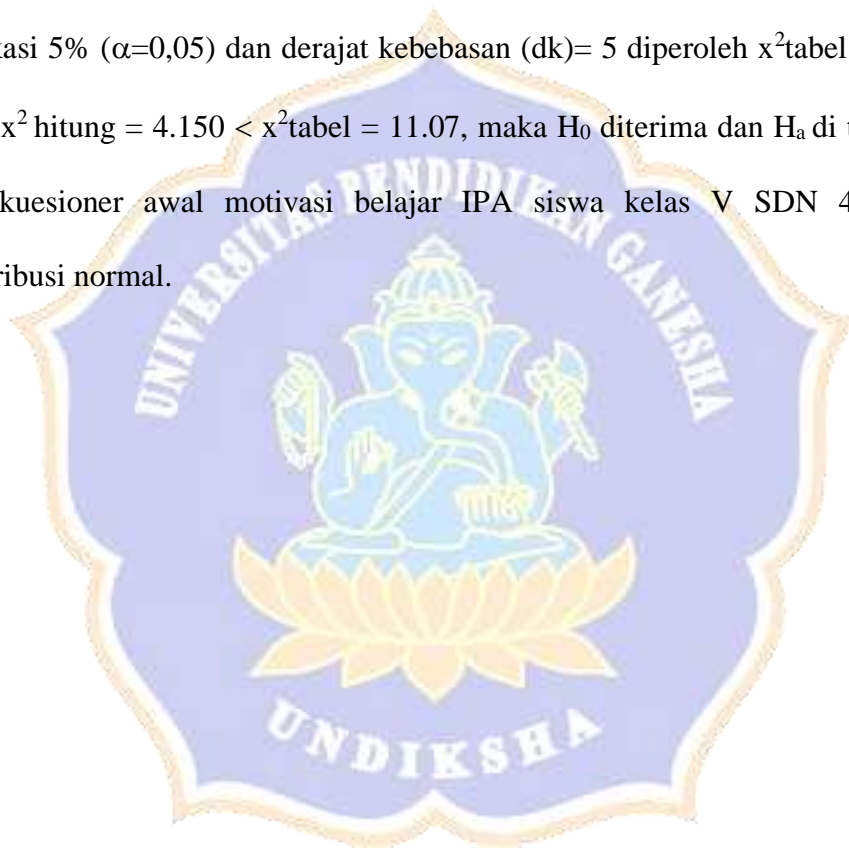 kasi 5% (α=0,05) dan derajat kebebasan (dk)= 5 diperoleh x²tabel
x² hitung = 4.150 < x²tabel = 11.07, maka H₀ diterima dan Hₐ di t
kuesioner awal motivasi belajar IPA siswa kelas V SDN 4
ribusi normal.
UNIVERSITAS PENDIDIKAN GANESHA
UNDIKSHA